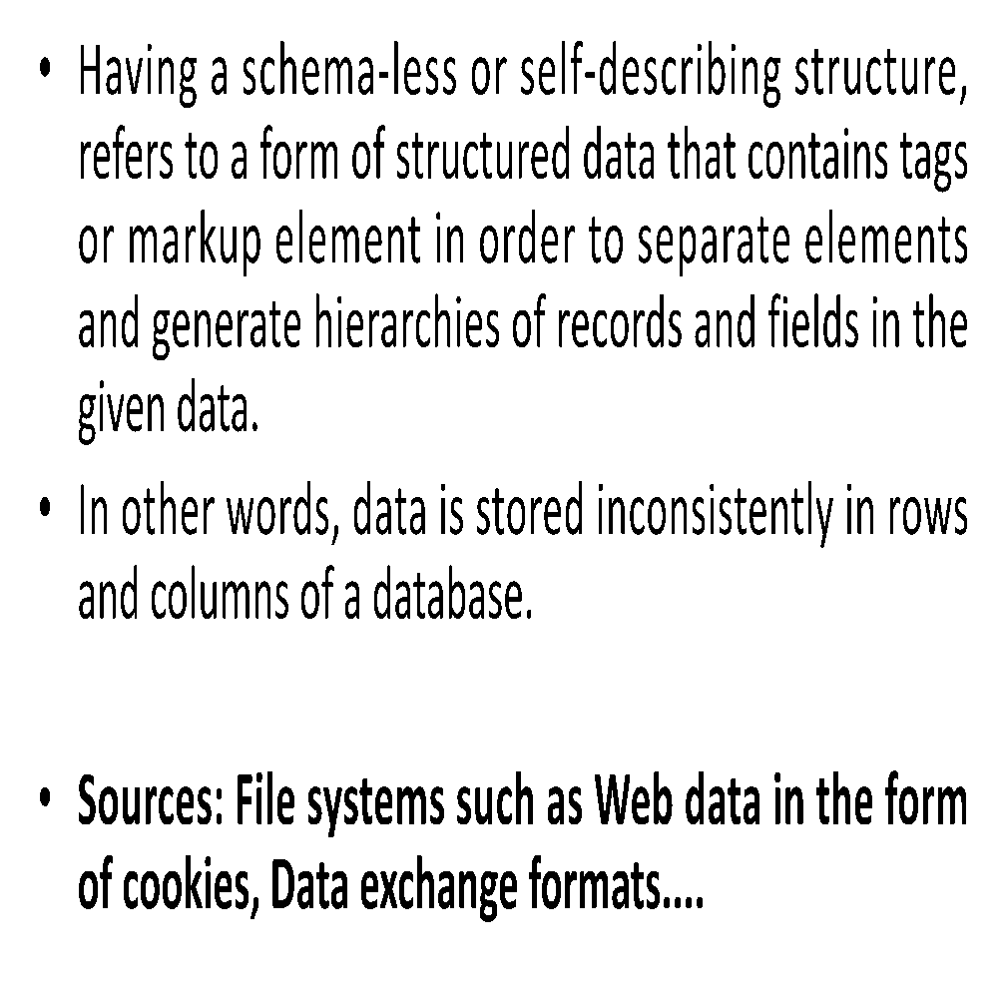 • Having a schema-less or self-describing structure,
refers to a form of structured data that contains tags
or markup element in order to separate elements
and generate hierarchies of records and fields in the
given data.
• In other words, data is stored inconsistently in rows
and columns of a database.
• Sources: File systems such as Web data in the form
of cookies, Data exchange formats....